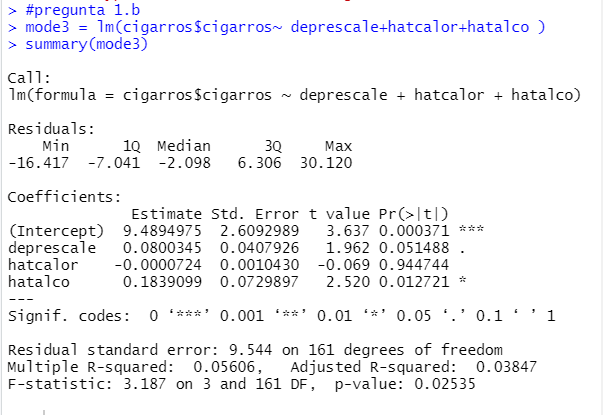 > #pregunta 1.b
> mode3 = lm(cigarros$cigarros~ deprescale+hatcalor+hatalco )
> summary(mode3)
Call:
lm(formula = cigarros$cigarros ~ deprescale + hatcalor + hatalco)
Residuals:
    Min      1Q  Median      3Q     Max
-16.417  -7.041  -2.098   6.306  30.120
Coefficients:
              Estimate Std. Error t value Pr(>|t|)
(Intercept)  9.4894975  2.6092989   3.637 0.000371 ***
deprescale   0.0800345  0.0407926   1.962 0.051488 .
hatcalor    -0.0000724  0.0010430  -0.069 0.944744
hatalco      0.1839099  0.0729897   2.520 0.012721 *
---
Signif. codes:  0 ‘***’ 0.001 ‘**’ 0.01 ‘*’ 0.05 ‘.’ 0.1 ‘ ’ 1
Residual standard error: 9.544 on 161 degrees of freedom
Multiple R-squared:  0.05606,   Adjusted R-squared:  0.03847
F-statistic: 3.187 on 3 and 161 DF,  p-value: 0.02535